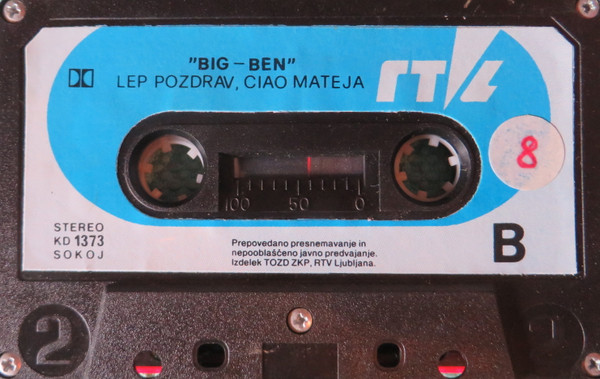 "BIG-BEN"
LEP POZDRAV, CIAO MATEJA
RTVL
8
100 50 0
STEREO
KD 1373
SOKOJ
Prepovedano presnemavanje in
nepooblaščeno javno predvajanje.
Izdelek TOZD ZKP, RTV Ljubljana.
B
2